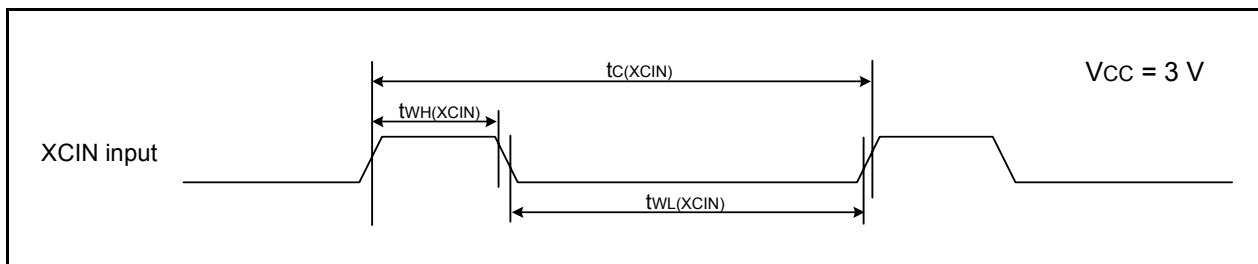 tC(XCIN)
VCC = 3 V
tWH(XCIN)
XCIN input
tWL(XCIN)